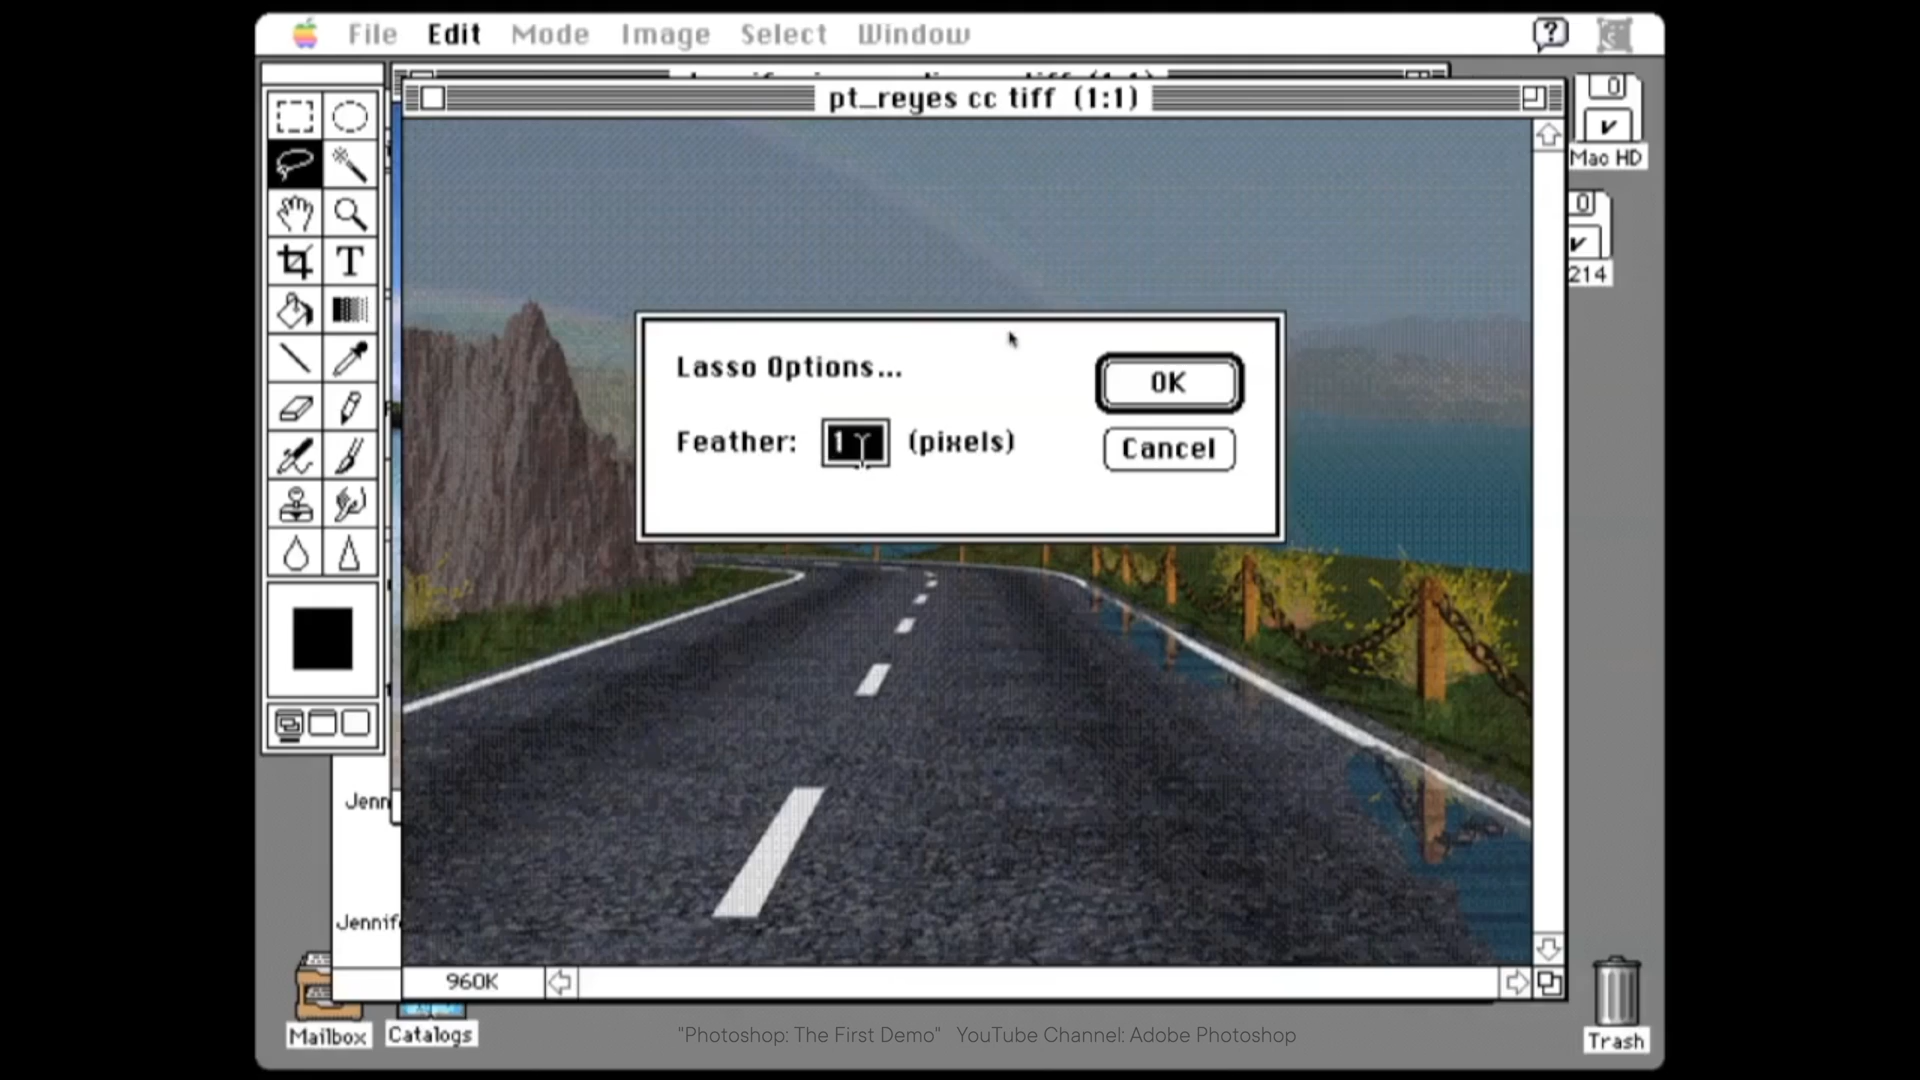 File Edit Mode Image Select Window
pt_reyes cc tiff (1:1)
T
0
Mac HD
0
214
Lasso Options...
OK
Feather: 1 (pixels)
Cancel
Jenn
Jennif
960K
Mailbox
Catalogs
Trash
"Photoshop: The First Demo" YouTube Channel: Adobe Photoshop